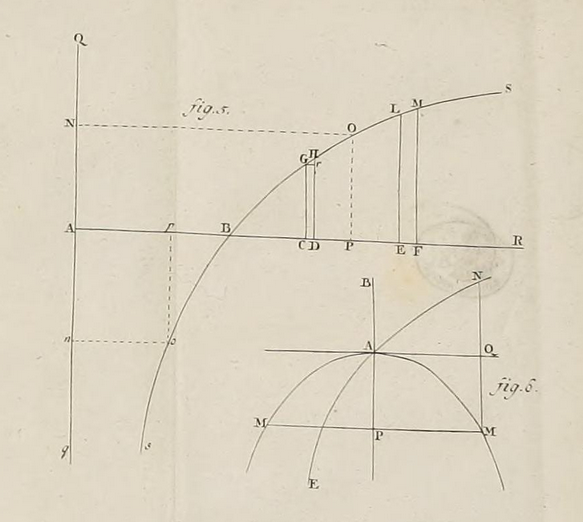 Q
fig. 5.
S
L M
N O
G H r
A P B
C D P E F R
B N
n o
A Q
fig. 6.
M P M
q s
E